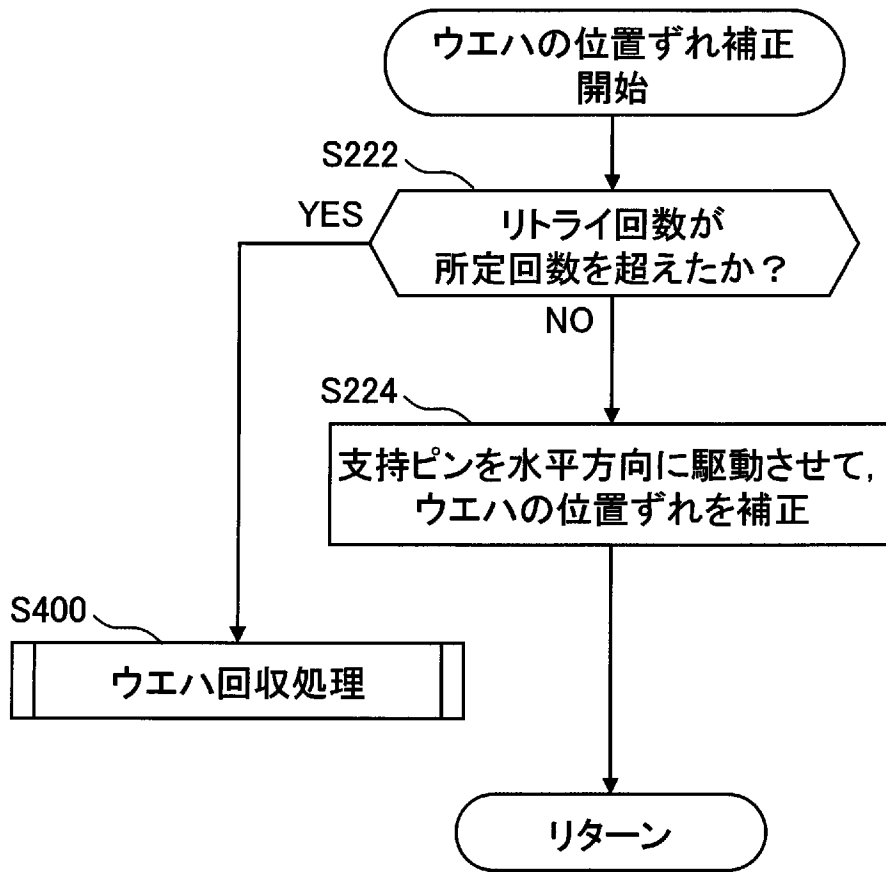 ウエハの位置ずれ補正
開始
S222
YES
リトライ回数が
所定回数を超えたか？
NO
S224
支持ピンを水平方向に駆動させて,
ウエハの位置ずれを補正
S400
ウエハ回収処理
リターン